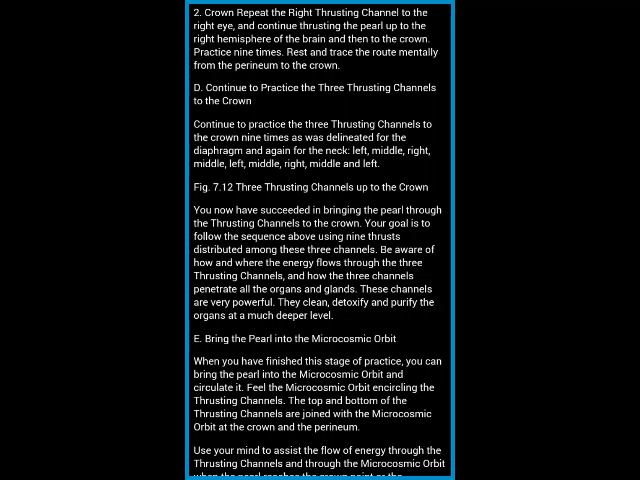 2. Crown Repeat the Right Thrusting Channel to the
right eye, and continue thrusting the pearl up to the
right hemisphere of the brain and then to the crown.
Practice nine times. Rest and trace the route mentally
from the perineum to the crown.
D. Continue to Practice the Three Thrusting Channels
to the Crown
Continue to practice the three Thrusting Channels to
the crown nine times as was delineated for the
diaphragm and again for the neck: left, middle, right,
middle, left, middle, right, middle and left.
Fig. 7.12 Three Thrusting Channels up to the Crown
You now have succeeded in bringing the pearl through
the Thrusting Channels to the crown. Your goal is to
follow the sequence above using nine thrusts
distributed among these three channels. Be aware of
how and where the energy flows through the three
Thrusting Channels, and how the three channels
penetrate all the organs and glands. These channels
are very powerful. They clean, detoxify and purify the
organs at a much deeper level.
E. Bring the Pearl into the Microcosmic Orbit
When you have finished this stage of practice, you can
bring the pearl into the Microcosmic Orbit and
circulate it. Feel the Microcosmic Orbit encircling the
Thrusting Channels. The top and bottom of the
Thrusting Channels are joined with the Microcosmic
Orbit at the crown and the perineum.
Use your mind to assist the flow of energy through the
Thrusting Channels and through the Microcosmic Orbit
when the pearl reaches the crown point or the